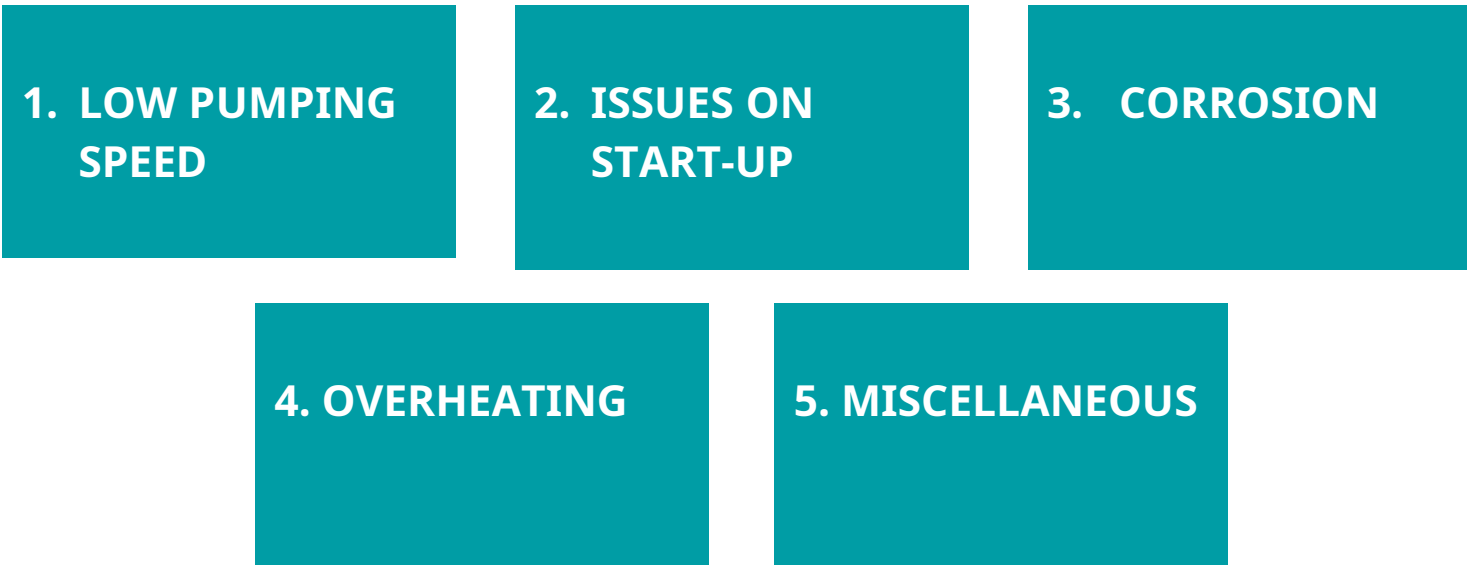 1. LOW PUMPING
SPEED
2. ISSUES ON
START-UP
3. CORROSION
4. OVERHEATING
5. MISCELLANEOUS